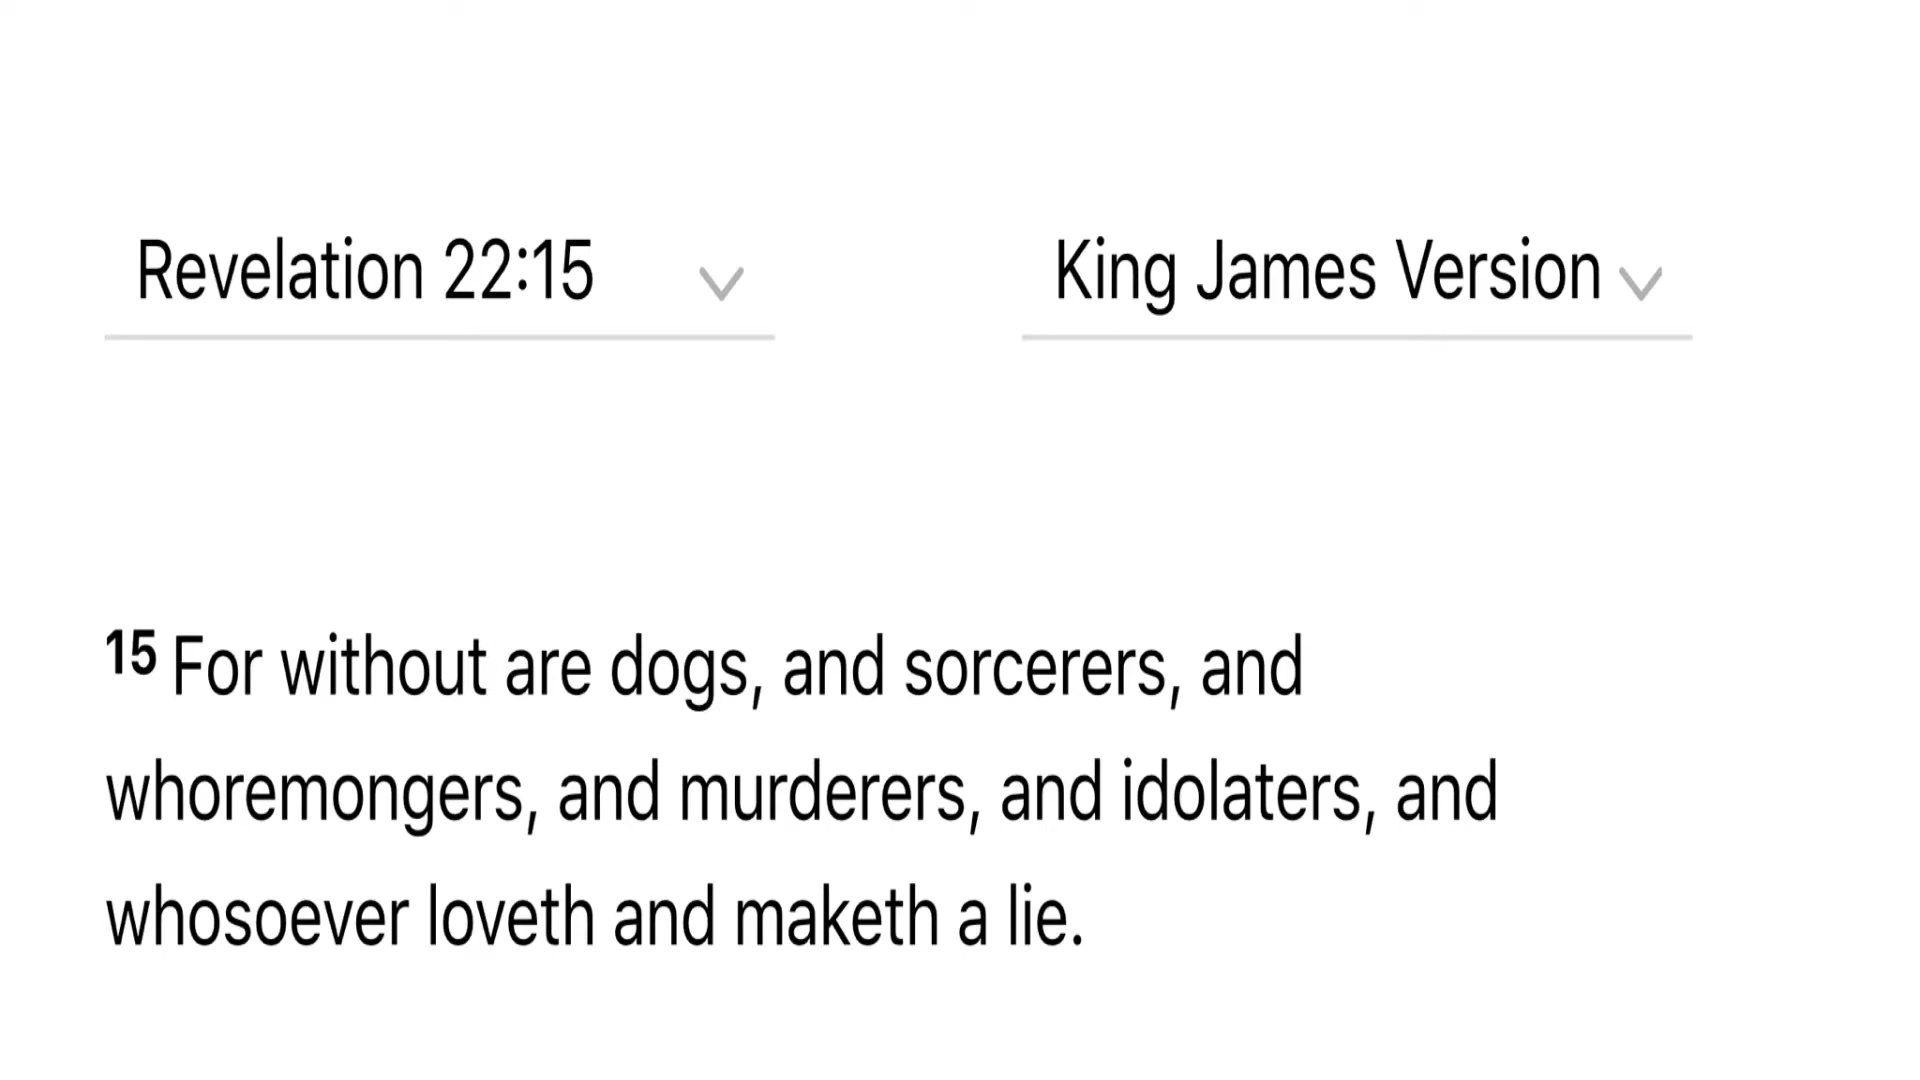 Revelation 22:15
King James Version
15 For without are dogs, and sorcerers, and
whoremongers, and murderers, and idolaters, and
whosoever loveth and maketh a lie.